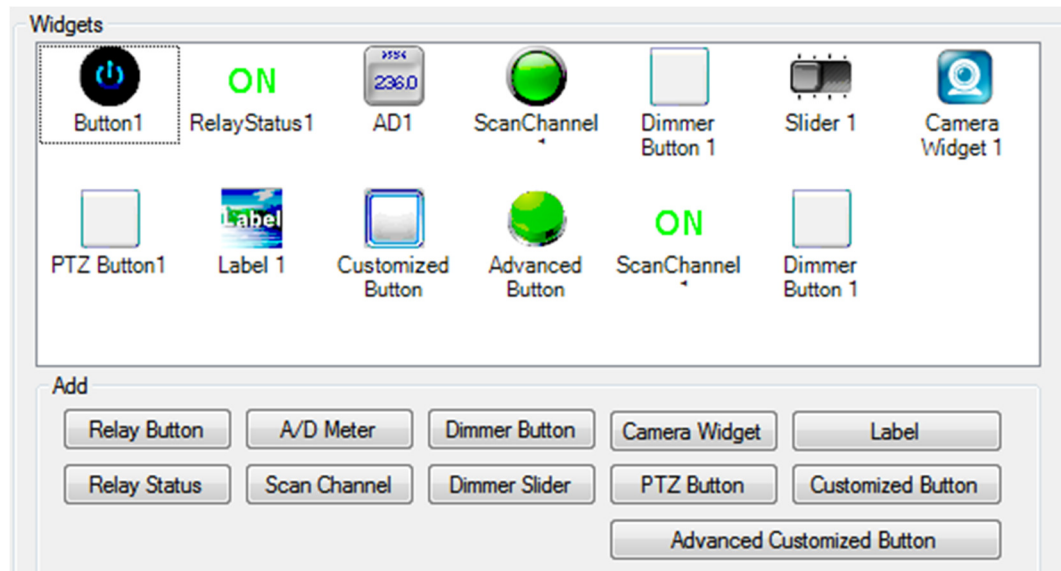 Widgets
ON
236.0
Button1
RelayStatus1
AD1
ScanChannel
Dimmer
Button 1
Slider 1
Camera
Widget 1
Label
ON
PTZ Button1
Label 1
Customized
Button
Advanced
Button
ScanChannel
Dimmer
Button 1
Add
Relay Button
A/D Meter
Dimmer Button
Camera Widget
Label
Relay Status
Scan Channel
Dimmer Slider
PTZ Button
Customized Button
Advanced Customized Button